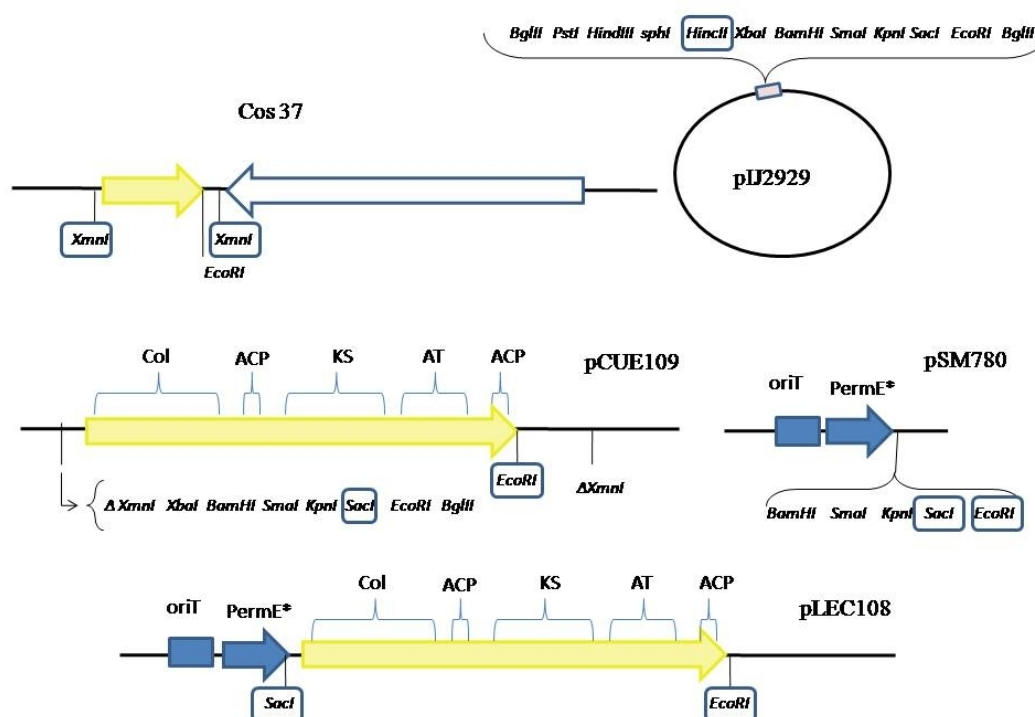 BglII PstI HindIII sphI HincII XbaI BamHI SmaI KpnI SacI EcoRI BglII
Cos 37
pIJ2929
XmnI
XmnI
EcoRI
Col ACP KS AT ACP
pCUE109
pSM780
oriT PermE*
EcoRI
ΔXmnI
Δ XmnI XbaI BamHI SmaI KpnI SacI EcoRI BglII
BamHI SmaI KpnI SacI EcoRI
Col ACP KS AT ACP
oriT PermE*
pLEC108
SacI
EcoRI